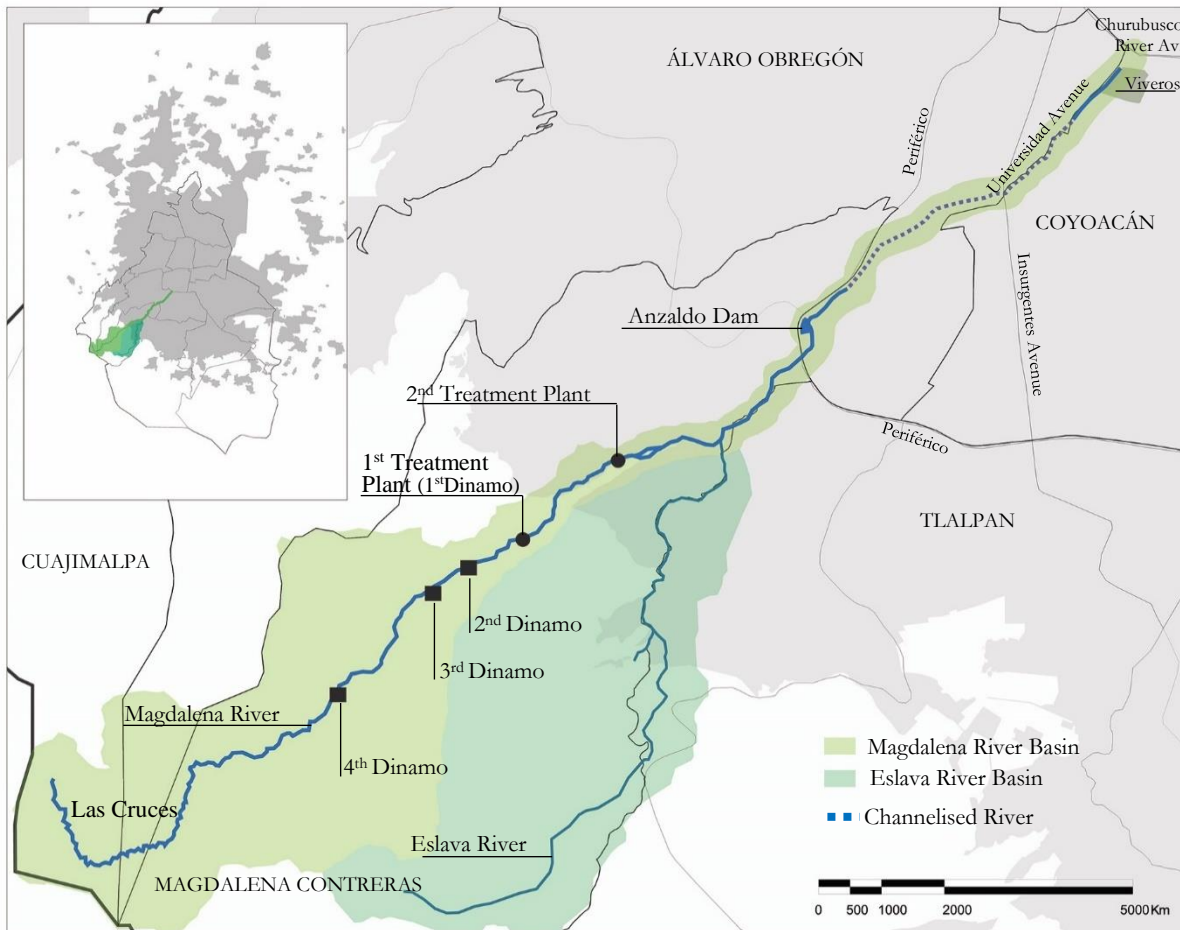 Churubusco
River Av
ÁLVARO OBREGÓN
Viveros
Periférico
Universidad Avenue
COYOACÁN
Insurgentes Avenue
Anzaldo Dam
2nd Treatment Plant
Periférico
1st Treatment
Plant (1stDinamo)
TLALPAN
CUAJIMALPA
2nd Dinamo
3rd Dinamo
Magdalena River
4th Dinamo
Magdalena River Basin
Eslava River Basin
Las Cruces
Channelised River
Eslava River
MAGDALENA CONTRERAS
0 500 1000 2000 5000Km